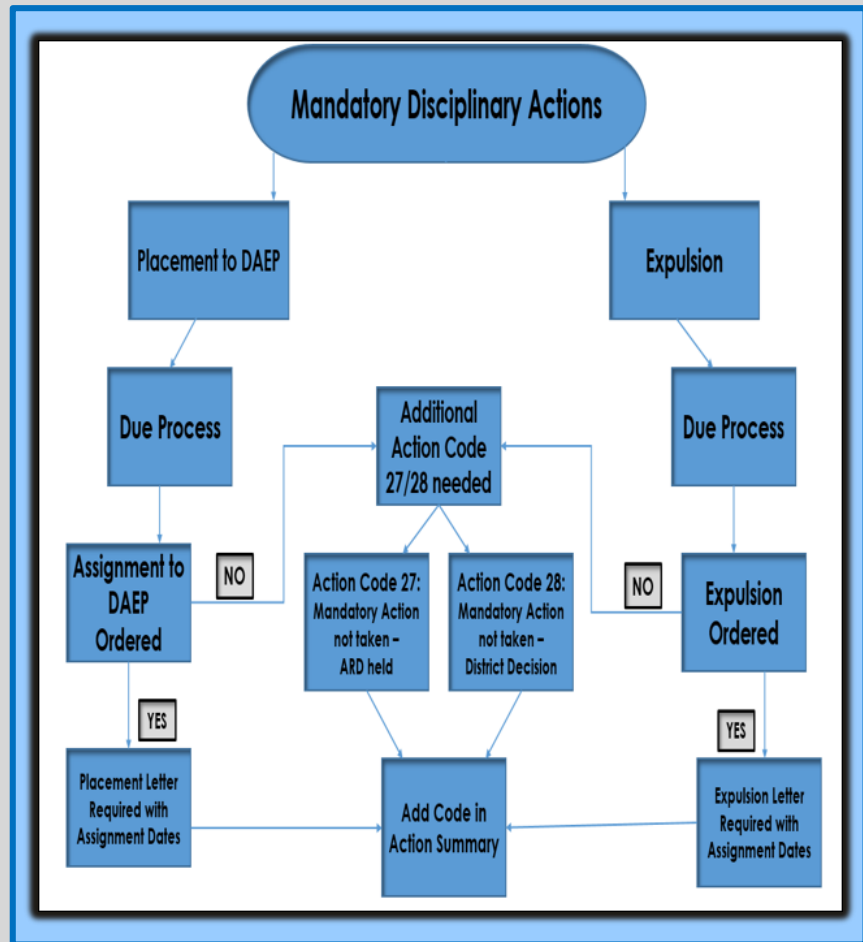 Mandatory Disciplinary Actions
Placement to DAEP
Expulsion
Due Process
Additional
Action Code
27/28 needed
Due Process
Assignment to
DAEP
Ordered
NO
Action Code 27:
Mandatory Action
not taken –
ARD held
Action Code 28:
Mandatory Action
not taken –
District Decision
NO
Expulsion
Ordered
YES
YES
Placement Letter
Required with
Assignment Dates
Add Code in
Action Summary
Expulsion Letter
Required with
Assignment Dates